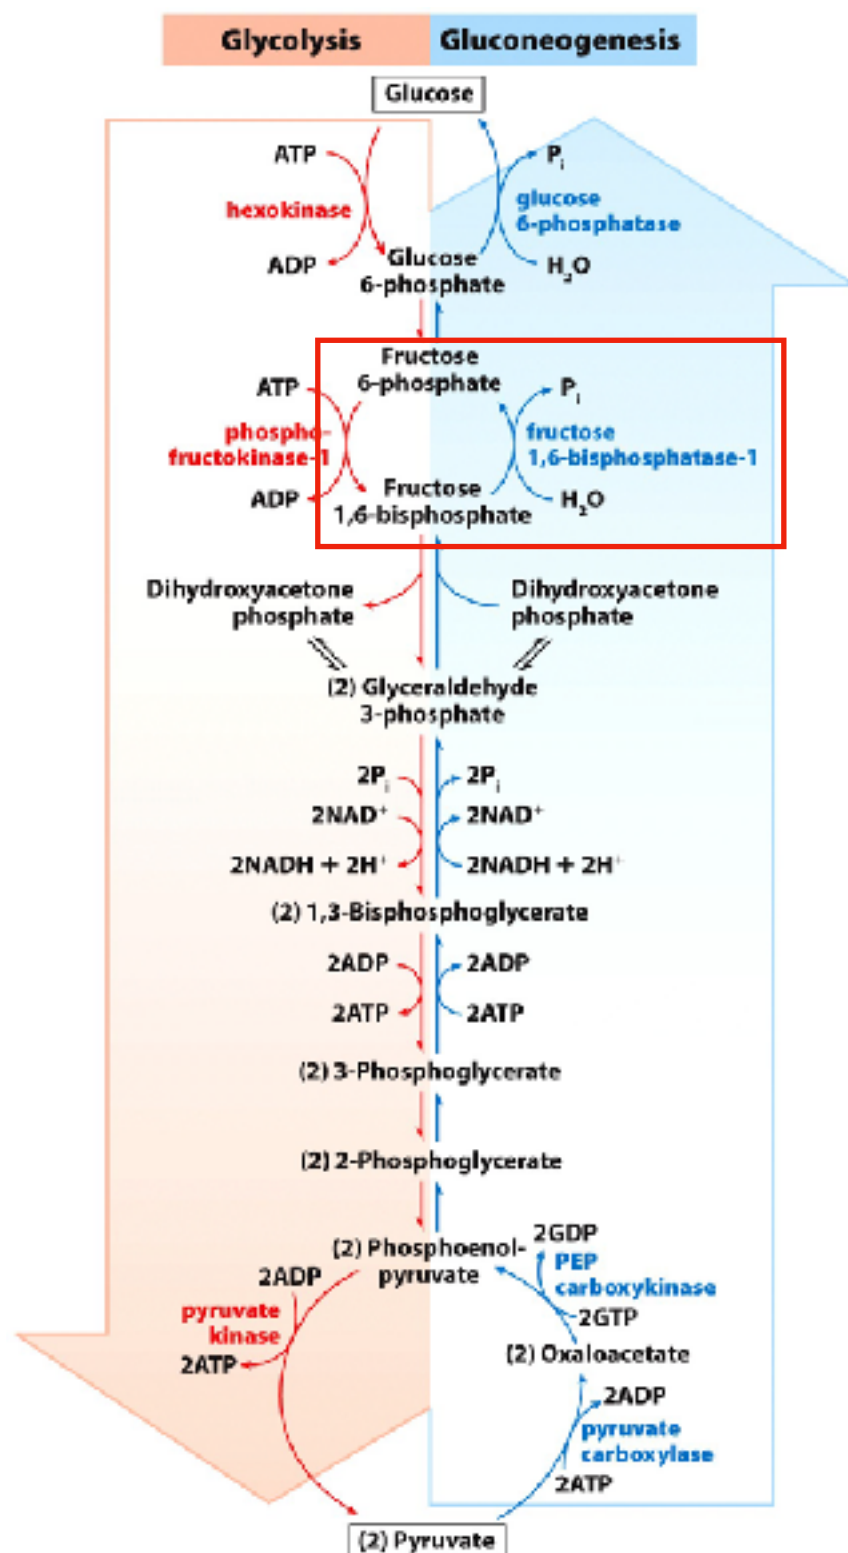 Glycolysis
Gluconeogenesis
Glucose
ATP
hexokinase
ADP
P i
glucose
6-phosphatase
H2O
Glucose
6-phosphate
Fructose
6-phosphate
ATP
phospho-
fructokinase-1
ADP
P i
fructose
1,6-bisphosphatase-1
H2O
Fructose
1,6-bisphosphate
Dihydroxyacetone
phosphate
Dihydroxyacetone
phosphate
(2) Glyceraldehyde
3-phosphate
2P i
2P i
2NAD+
2NAD+
2NADH + 2H+
2NADH + 2H+
(2) 1,3-Bisphosphoglycerate
2ADP
2ADP
2ATP
2ATP
(2) 3-Phosphoglycerate
(2) 2-Phosphoglycerate
(2) Phosphoenol-
pyruvate
2ADP
pyruvate
kinase
2ATP
2GDP
PEP
carboxykinase
2GTP
(2) Oxaloacetate
2ADP
pyruvate
carboxylase
2ATP
(2) Pyruvate